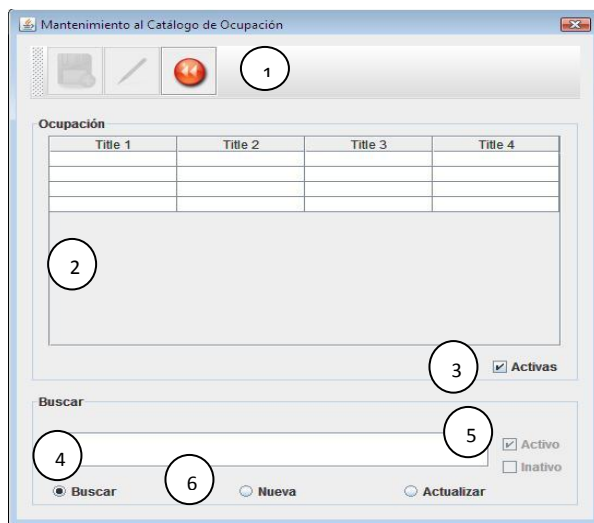 Mantenimiento al Catálogo de Ocupación
1
Ocupación
Title 1 Title 2 Title 3 Title 4
2
3 Activas
Buscar
5 Activo
4
Inativo
6
Buscar Nueva Actualizar